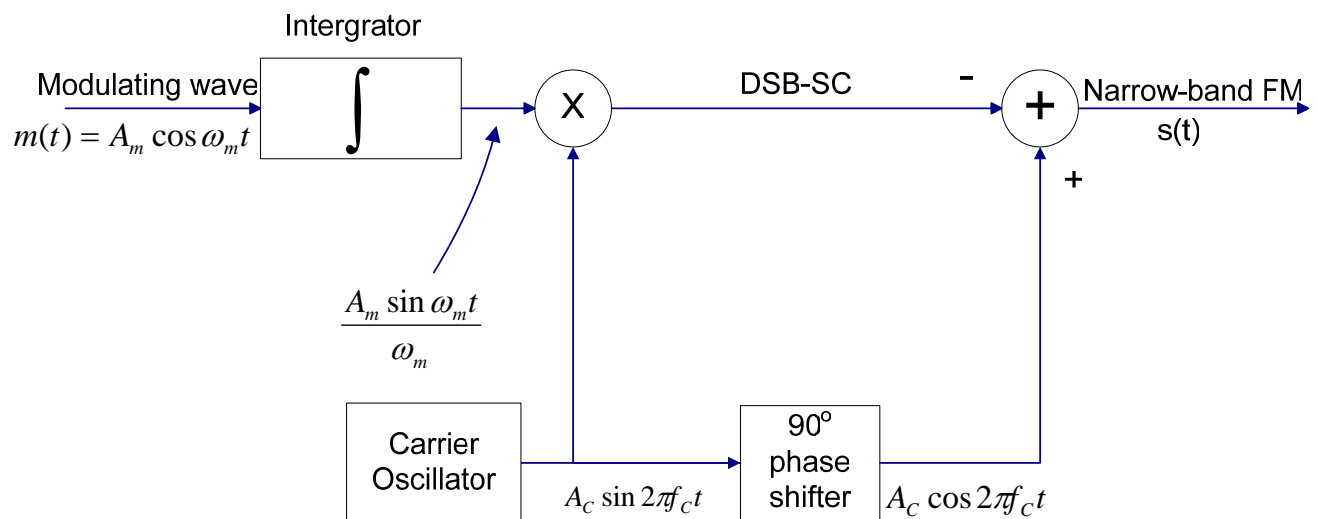 Intergrator
Modulating wave
∫
X
DSB-SC
-
+
Narrow-band FM
m(t) = A_m cos ω_m t
s(t)
+
A_m sin ω_m t
ω_m
Carrier
Oscillator
90°
phase
shifter
A_C sin 2πf_C t
A_C cos 2πf_C t